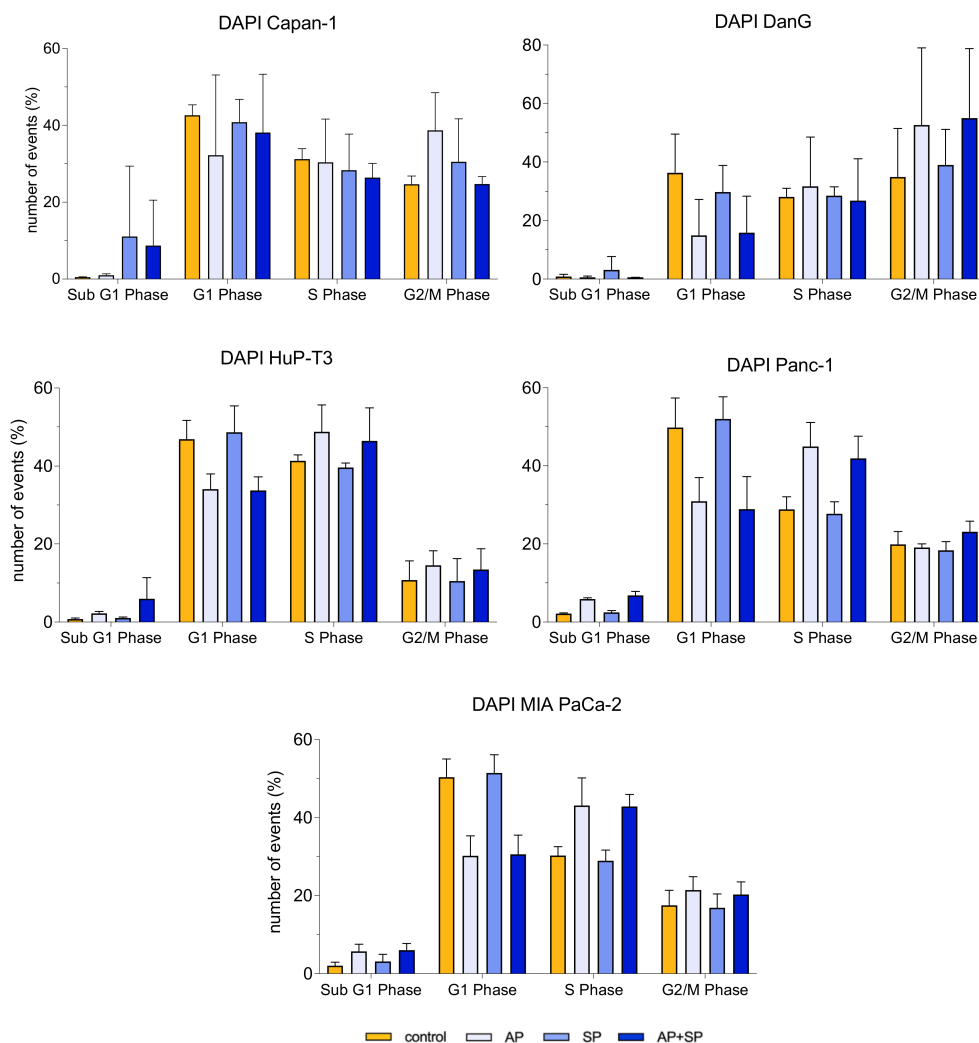 DAPI Capan-1
number of events (%)
60
40
20
0
Sub G1 Phase G1 Phase S Phase G2/M Phase
DAPI DanG
80
60
40
20
0
Sub G1 Phase G1 Phase S Phase G2/M Phase
DAPI HuP-T3
number of events (%)
60
40
20
0
Sub G1 Phase G1 Phase S Phase G2/M Phase
DAPI Panc-1
60
40
20
0
Sub G1 Phase G1 Phase S Phase G2/M Phase
DAPI MIA PaCa-2
number of events (%)
60
40
20
0
Sub G1 Phase G1 Phase S Phase G2/M Phase
control AP SP AP+SP